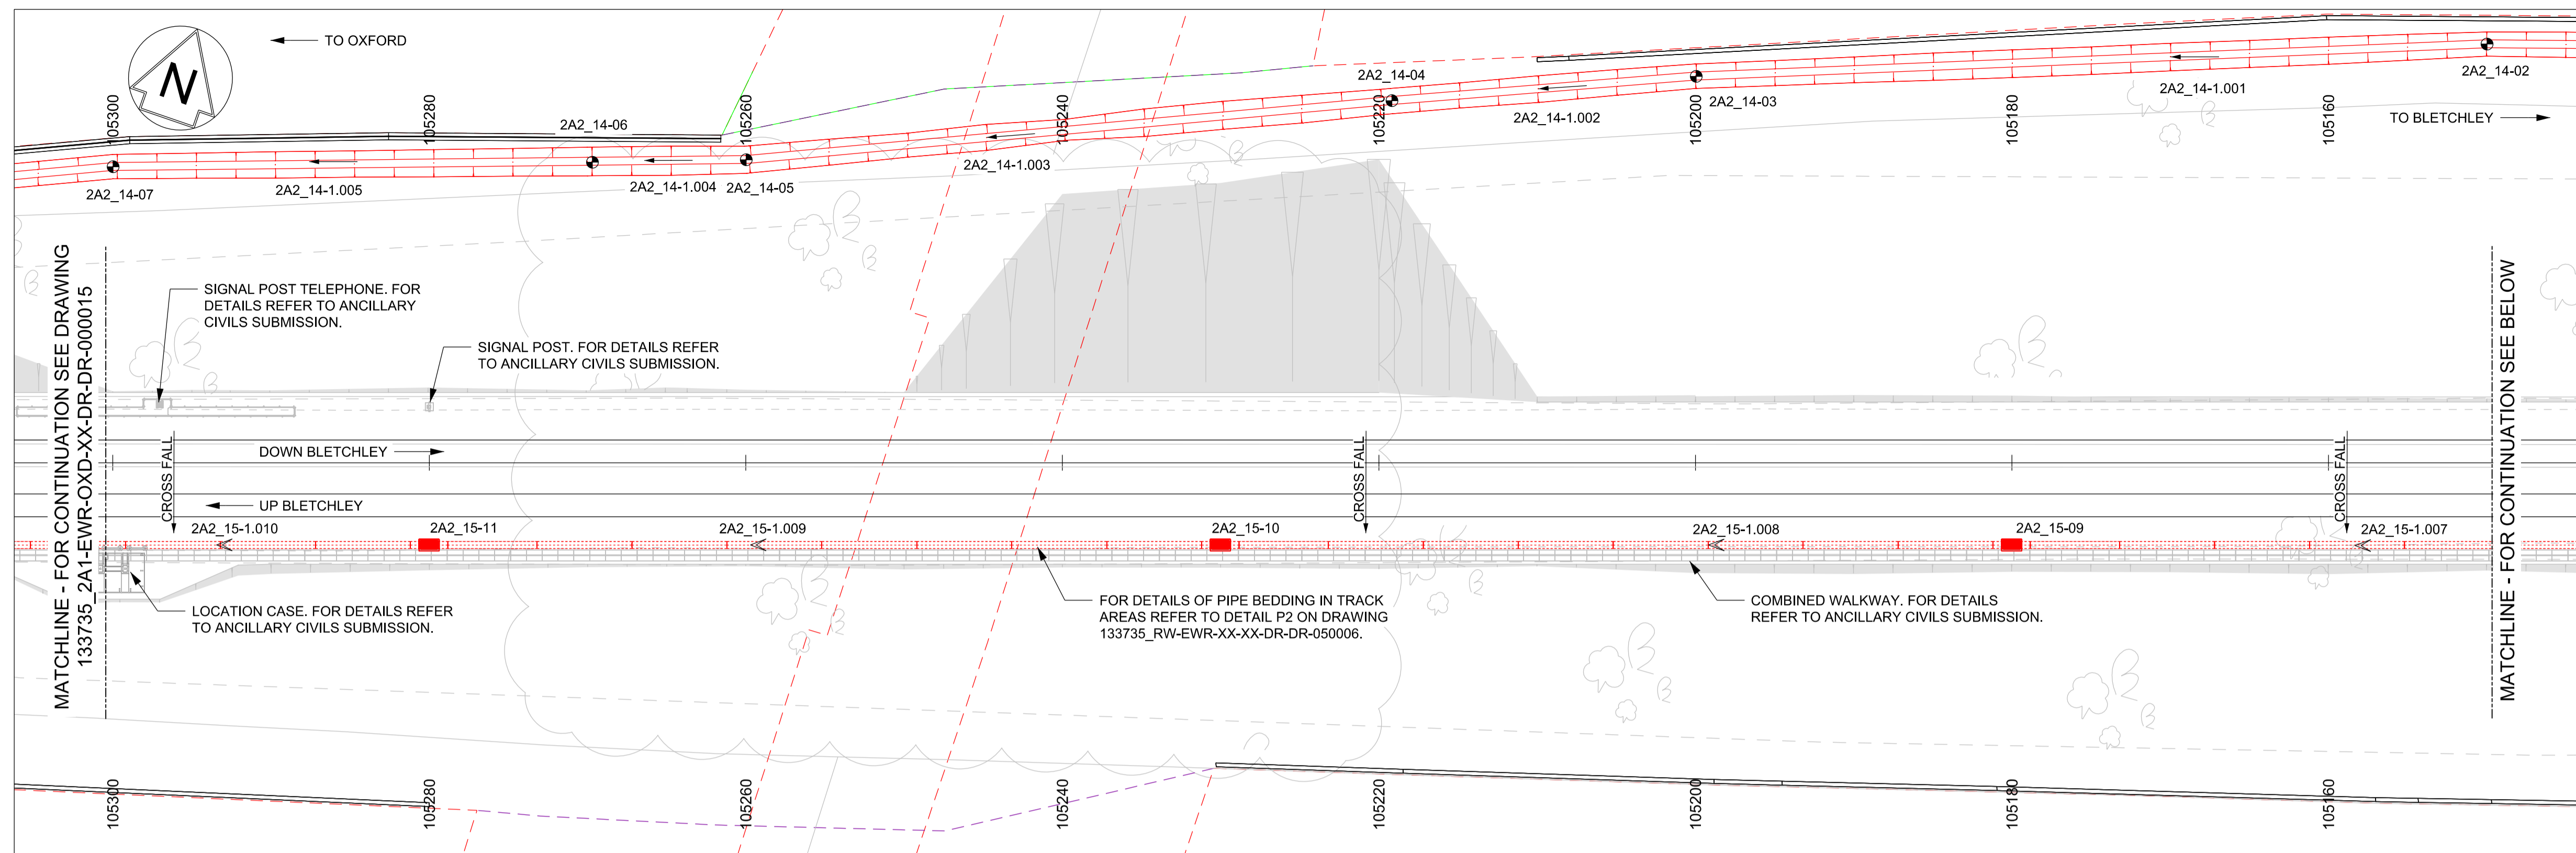 N
TO OXFORD
2A2_14-04
2A2_14-02
2A2_14-03
2A2_14-1.001
2A2_14-1.002
TO BLETCHLEY
105300
105280
105260
105240
105220
105200
105180
105160
2A2_14-06
2A2_14-1.003
2A2_14-07
2A2_14-1.005
2A2_14-1.004
2A2_14-05
MATCHLINE - FOR CONTINUATION SEE DRAWING
133735_2A1-EWR-OXD-XX-DR-DR-000015
SIGNAL POST TELEPHONE. FOR
DETAILS REFER TO ANCILLARY
CIVILS SUBMISSION.
SIGNAL POST. FOR DETAILS REFER
TO ANCILLARY CIVILS SUBMISSION.
MATCHLINE - FOR CONTINUATION SEE BELOW
CROSS FALL
DOWN BLETCHLEY
UP BLETCHLEY
CROSS FALL
CROSS FALL
2A2_15-1.010
2A2_15-11
2A2_15-1.009
2A2_15-10
2A2_15-1.008
2A2_15-09
2A2_15-1.007
LOCATION CASE. FOR DETAILS REFER
TO ANCILLARY CIVILS SUBMISSION.
FOR DETAILS OF PIPE BEDDING IN TRACK
AREAS REFER TO DETAIL P2 ON DRAWING
133735_RW-EWR-XX-XX-DR-DR-050006.
COMBINED WALKWAY. FOR DETAILS
REFER TO ANCILLARY CIVILS SUBMISSION.
105300
105280
105260
105240
105220
105200
105180
105160